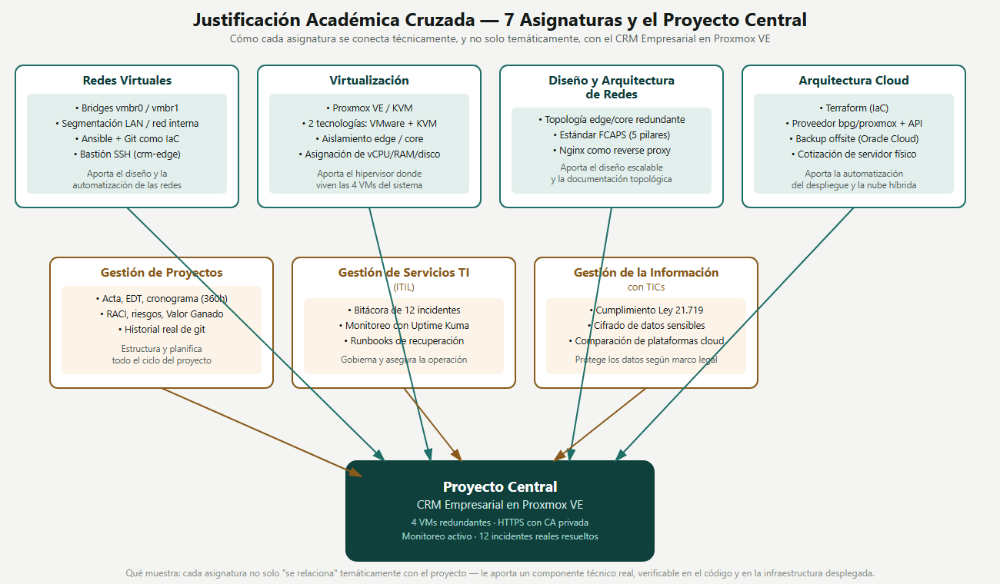 Justificación Académica Cruzada — 7 Asignaturas y el Proyecto Central
Cómo cada asignatura se conecta técnicamente, y no solo temáticamente, con el CRM Empresarial en Proxmox VE
Redes Virtuales
• Bridges vmbr0 / vmbr1
• Segmentación LAN / red interna
• Ansible + Git como IaC
• Bastión SSH (crm-edge)
Aporta el diseño y la
automatización de las redes
Virtualización
• Proxmox VE / KVM
• 2 tecnologías: VMware + KVM
• Aislamiento edge / core
• Asignación de vCPU/RAM/disco
Aporta el hipervisor donde
viven las 4 VMs del sistema
Diseño y Arquitectura
de Redes
• Topología edge/core redundante
• Estándar FCAPS (5 pilares)
• Nginx como reverse proxy
Aporta el diseño escalable
y la documentación topológica
Arquitectura Cloud
• Terraform (IaC)
• Proveedor bpg/proxmox + API
• Backup offsite (Oracle Cloud)
• Cotización de servidor físico
Aporta la automatización
del despliegue y la nube híbrida
Gestión de Proyectos
• Acta, EDT, cronograma (360h)
• RACI, riesgos, Valor Ganado
• Historial real de git
Estructura y planifica
todo el ciclo del proyecto
Gestión de Servicios TI
(ITIL)
• Bitácora de 12 incidentes
• Monitoreo con Uptime Kuma
• Runbooks de recuperación
Gobierna y asegura la operación
Gestión de la Información
con TICs
• Cumplimiento Ley 21.719
• Cifrado de datos sensibles
• Comparación de plataformas cloud
Protege los datos según marco legal
Proyecto Central
CRM Empresarial en Proxmox VE
4 VMs redundantes · HTTPS con CA privada
Monitoreo activo · 12 incidentes reales resueltos
Qué muestra: cada asignatura no solo "se relaciona" temáticamente con el proyecto — le aporta un componente técnico real, verificable en el código y en la infraestructura desplegada.